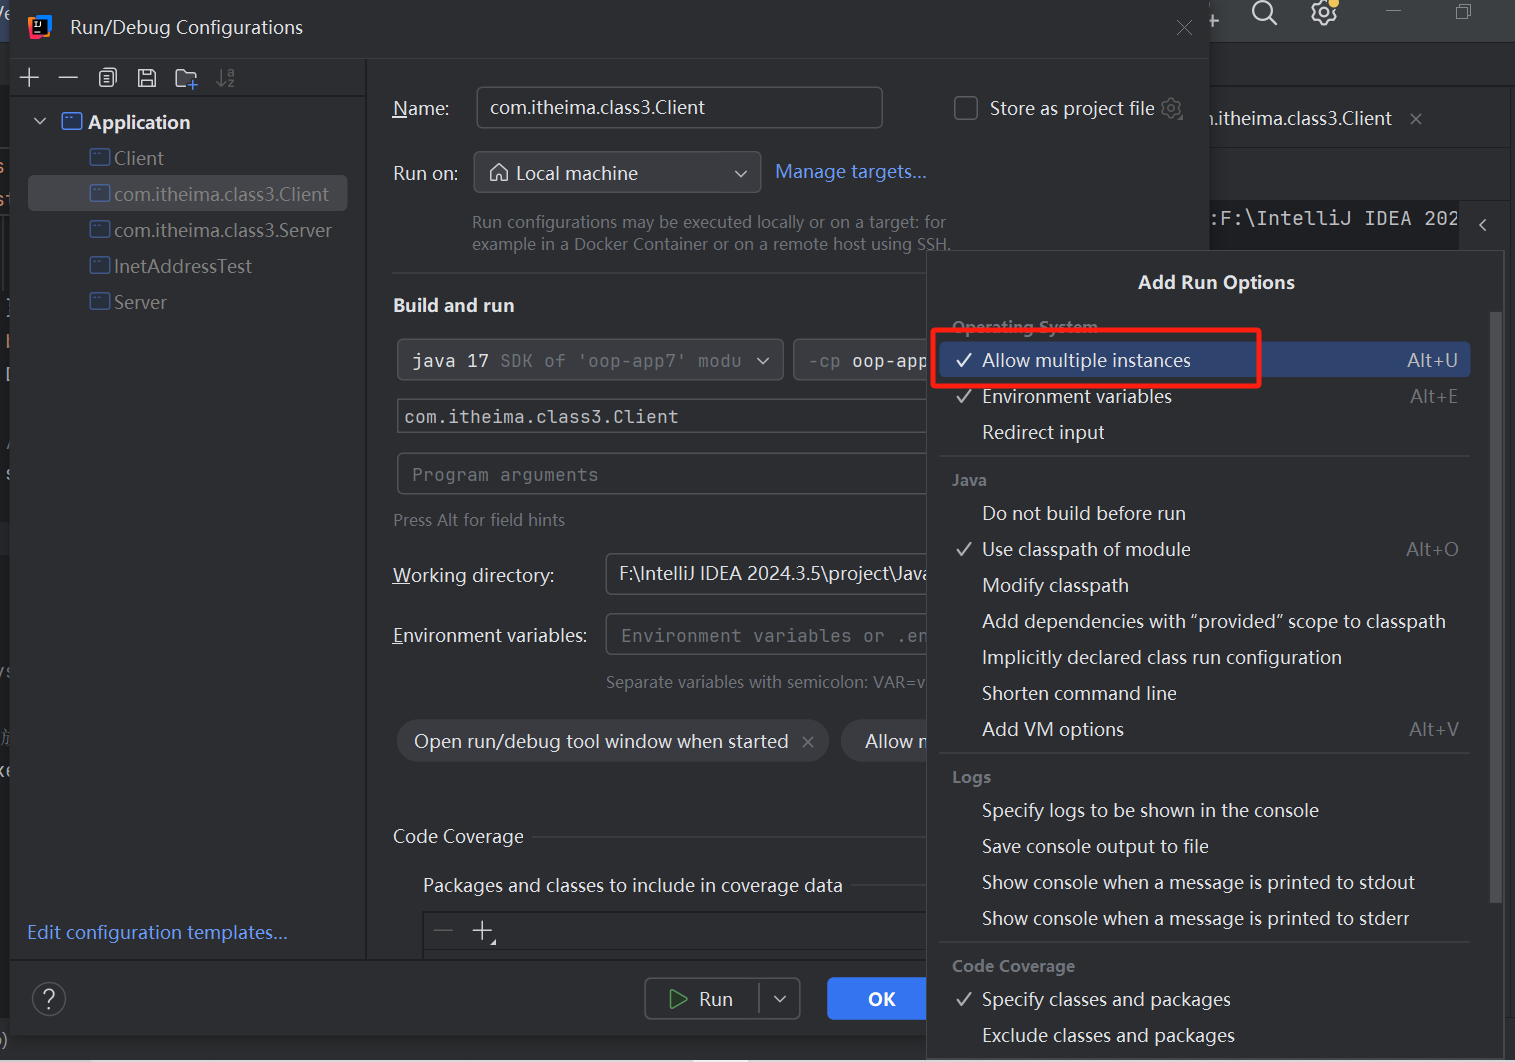 Run/Debug Configurations
Application
Client
com.itheima.class3.Client
com.itheima.class3.Server
InetAddressTest
Server
Edit configuration templates...
Name:
com.itheima.class3.Client
Store as project file
Run on:
Local machine
Manage targets...
Run configurations may be executed locally or on a target: for
example in a Docker Container or on a remote host using SSH.
Build and run
java 17 SDK of 'oop-app7' modu
-cp oop-app
com.itheima.class3.Client
Program arguments
Press Alt for field hints
Working directory:
F:\IntelliJ IDEA 2024.3.5\project\Java
Environment variables:
Environment variables or .en
Separate variables with semicolon: VAR=v
Open run/debug tool window when started
Allow
Code Coverage
Packages and classes to include in coverage data
Run
OK
?
.itheima.class3.Client
:F:\IntelliJ IDEA 202
Add Run Options
Operating System
Allow multiple instances Alt+U
Environment variables Alt+E
Redirect input
Java
Do not build before run
Use classpath of module Alt+O
Modify classpath
Add dependencies with “provided” scope to classpath
Implicitly declared class run configuration
Shorten command line
Add VM options Alt+V
Logs
Specify logs to be shown in the console
Save console output to file
Show console when a message is printed to stdout
Show console when a message is printed to stderr
Code Coverage
Specify classes and packages
Exclude classes and packages